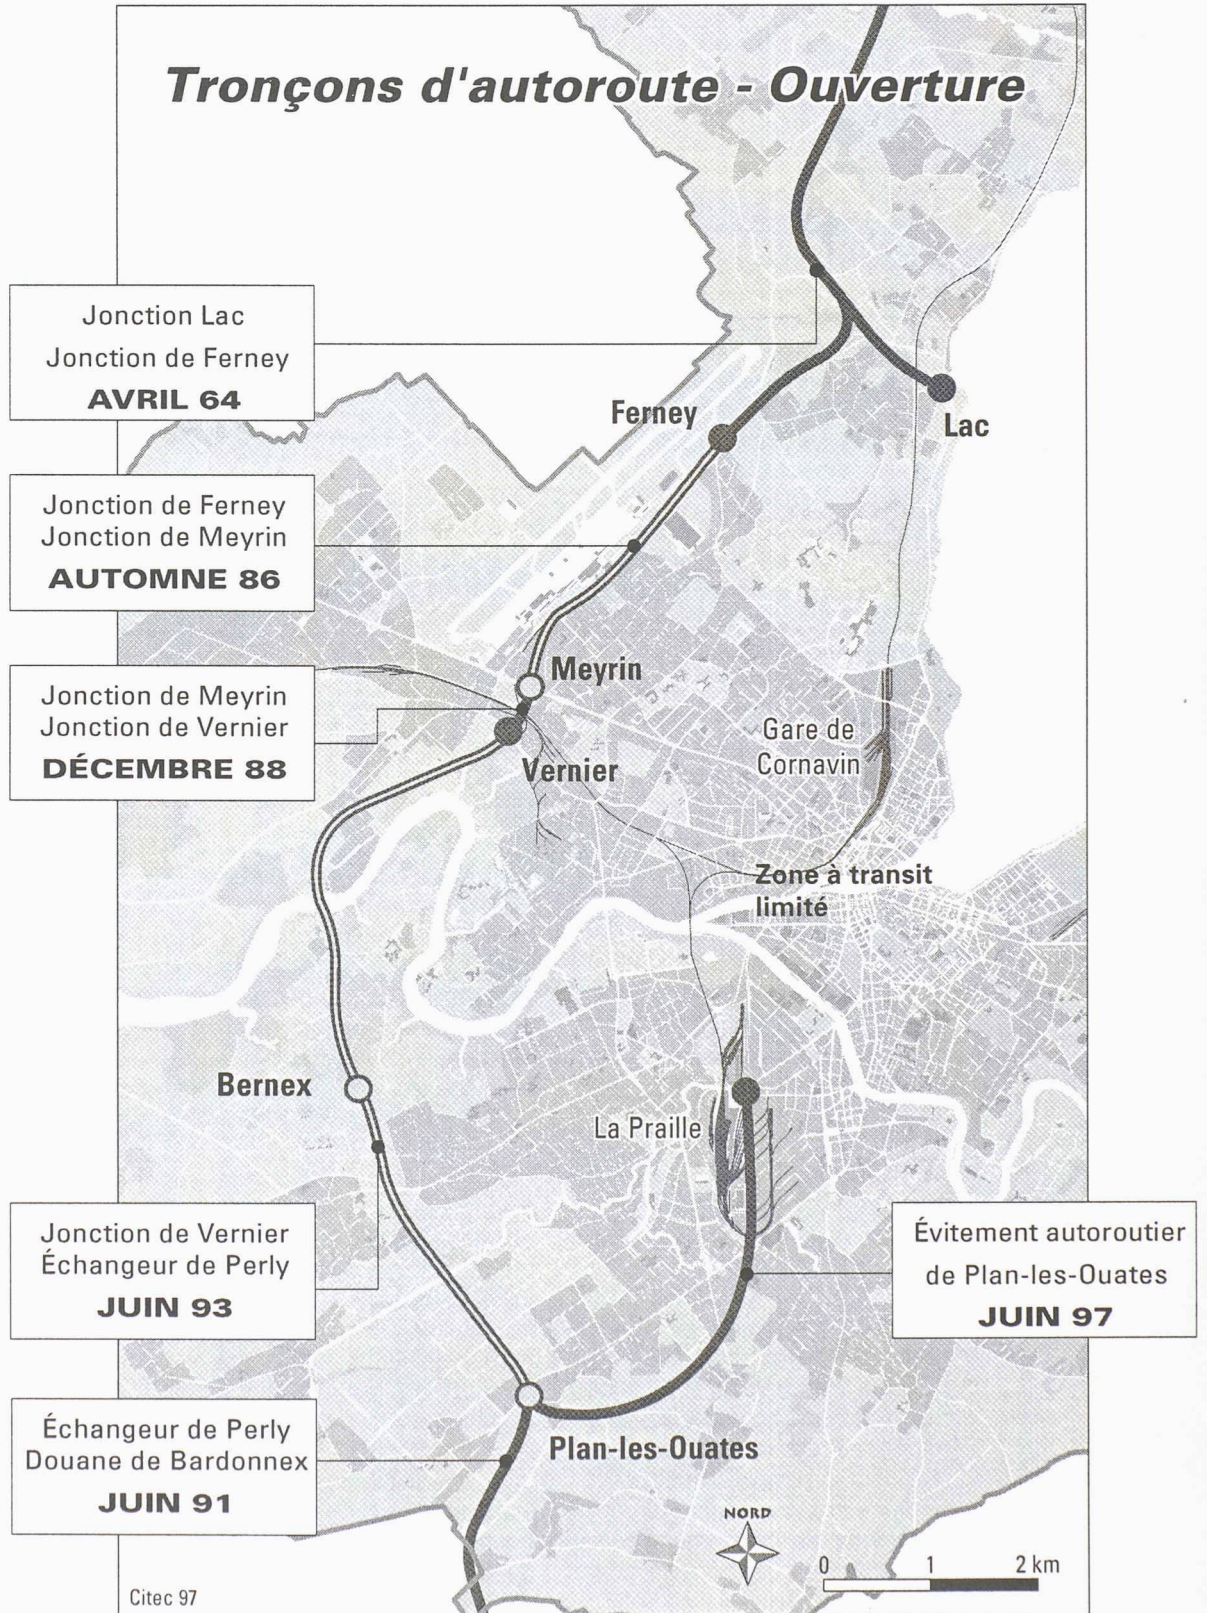 Tronçons d'autoroute - Ouverture
Jonction Lac
Jonction de Ferney
AVRIL 64
Ferney
Lac
Jonction de Ferney
Jonction de Meyrin
AUTOMNE 86
Meyrin
Jonction de Meyrin
Jonction de Vernier
DÉCEMBRE 88
Vernier
Gare de
Cornavin
Zone à transit
limité
Bernex
La Praille
Jonction de Vernier
Échangeur de Perly
JUIN 93
Évitement autoroutier
de Plan-les-Ouates
JUIN 97
Échangeur de Perly
Douane de Bardonnex
JUIN 91
Plan-les-Ouates
NORD
0 1 2 km
Citec 97